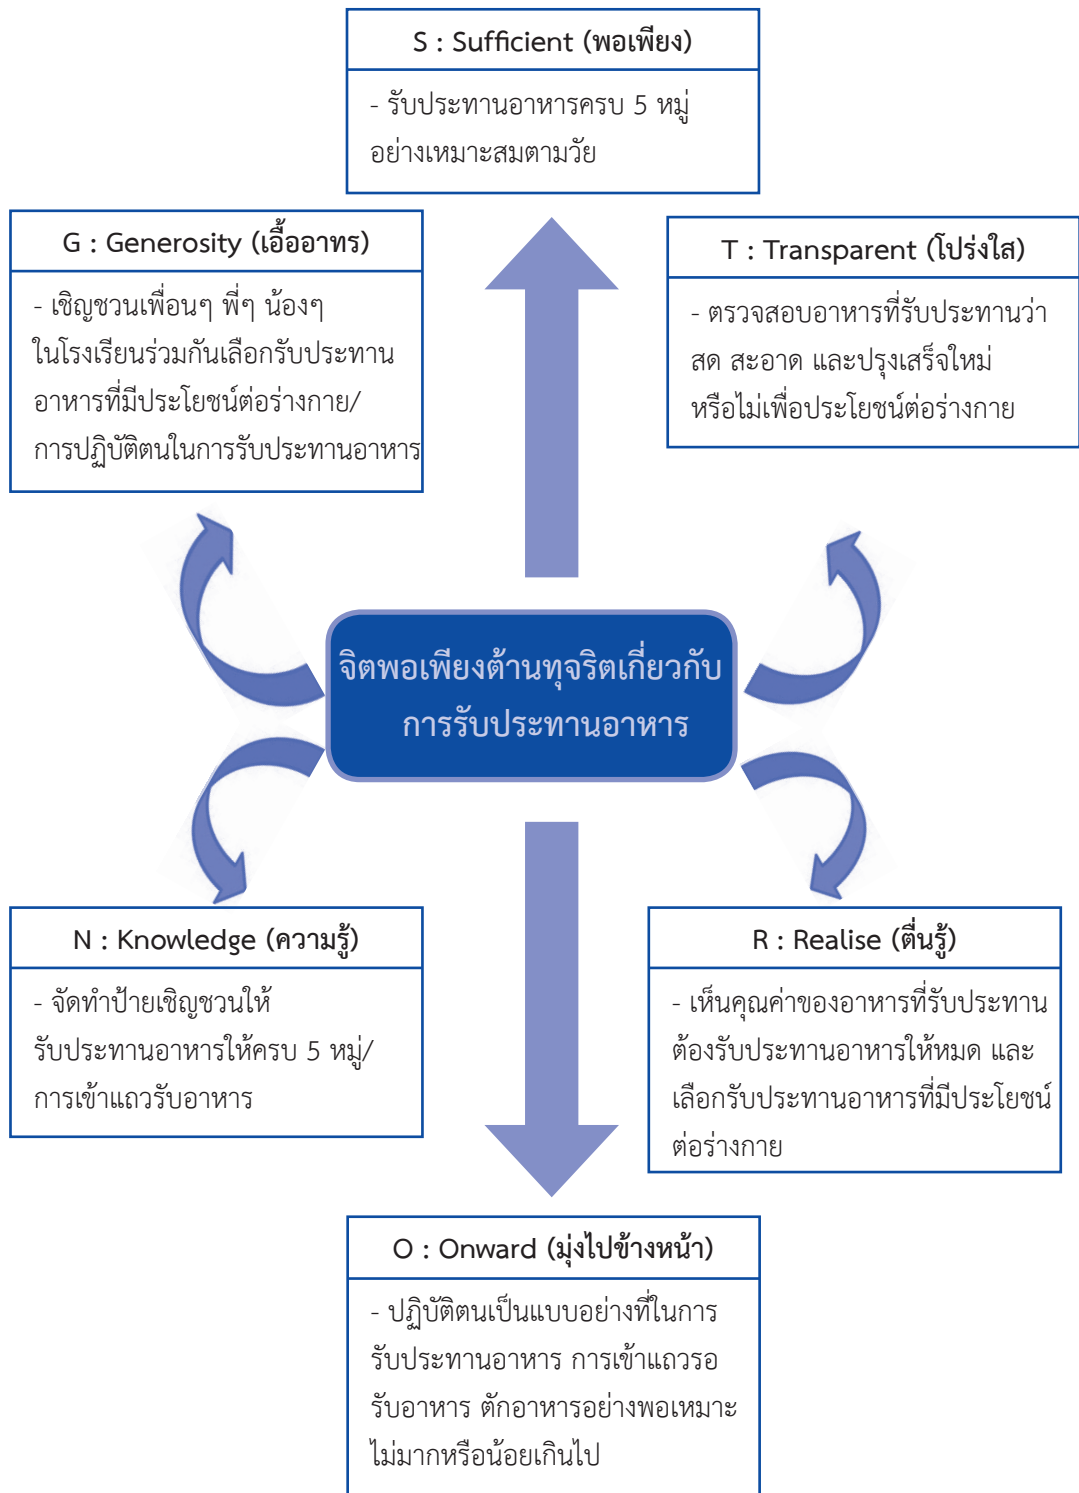 S : Sufficient (พอเพียง)
- รับประทานอาหารครบ 5 หมู่
อย่างเหมาะสมตามวัย
G : Generosity (เอื้ออาทร)
- เชิญชวนเพื่อนๆ พี่ๆ น้องๆ
ในโรงเรียนร่วมกันเลือกรับประทาน
อาหารที่มีประโยชน์ต่อร่างกาย/
การปฏิบัติตนในการรับประทานอาหาร
T : Transparent (โปร่งใส)
- ตรวจสอบอาหารที่รับประทานว่า
สด สะอาด และปรุงเสร็จใหม่
หรือไม่เพื่อประโยชน์ต่อร่างกาย
จิตพอเพียงต้านทุจริตเกี่ยวกับ
การรับประทานอาหาร
N : Knowledge (ความรู้)
- จัดทำป้ายเชิญชวนให้
รับประทานอาหารให้ครบ 5 หมู่/
การเข้าแถวรับอาหาร
R : Realise (ตื่นรู้)
- เห็นคุณค่าของอาหารที่รับประทาน
ต้องรับประทานอาหารให้หมด และ
เลือกรับประทานอาหารที่มีประโยชน์
ต่อร่างกาย
O : Onward (มุ่งไปข้างหน้า)
- ปฏิบัติตนเป็นแบบอย่างที่ในการ
รับประทานอาหาร การเข้าแถวรอ
รับอาหาร ตักอาหารอย่างพอเหมาะ
ไม่มากหรือน้อยเกินไป